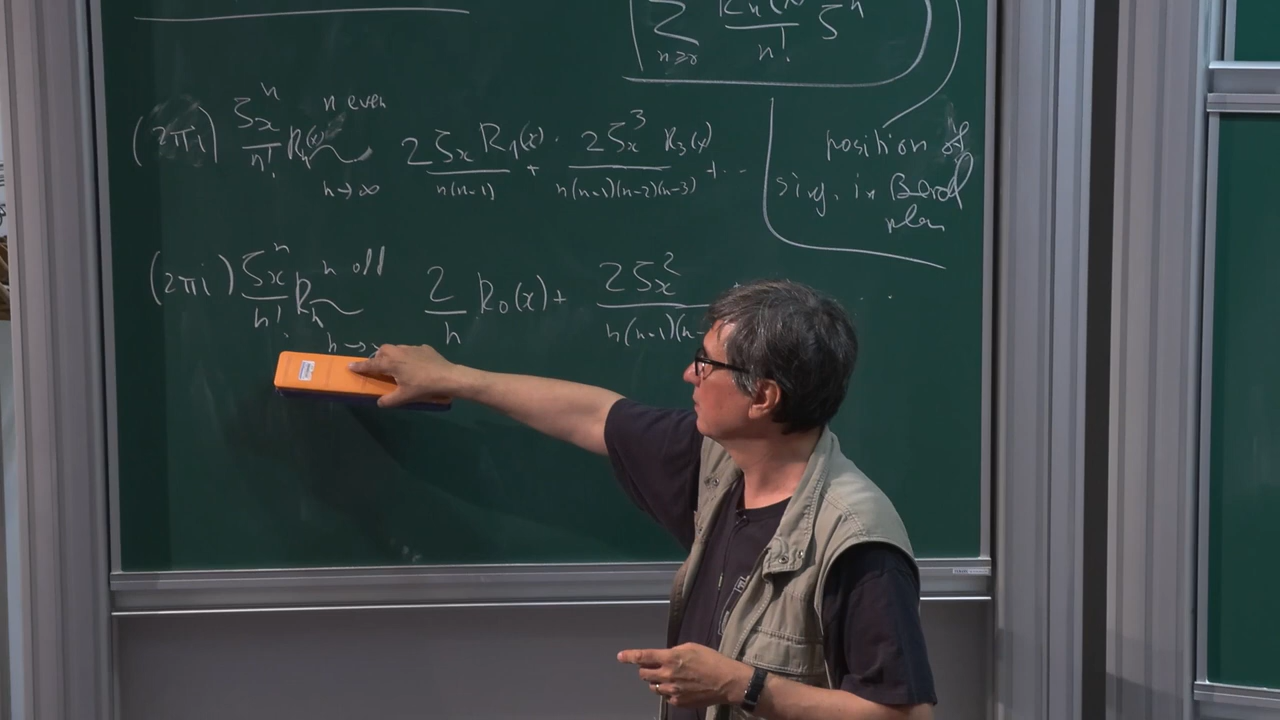 ∑_{n≥0} R_n(x)/n! ζ^n
(2πi) ζ_x^n/n! R_n(x) ~_{n→∞} n even 2ζ_x R_1(x)/n(n-1) + 2ζ_x^3 R_3(x)/n(n-1)(n-2)(n-3) + ...
position of
sing. in Borel
plan
(2πi) ζ_x^n/n! R_n ~_{n→∞} n odd 2/n R_0(x) + 2ζ_x^2/n(n-1)(n-